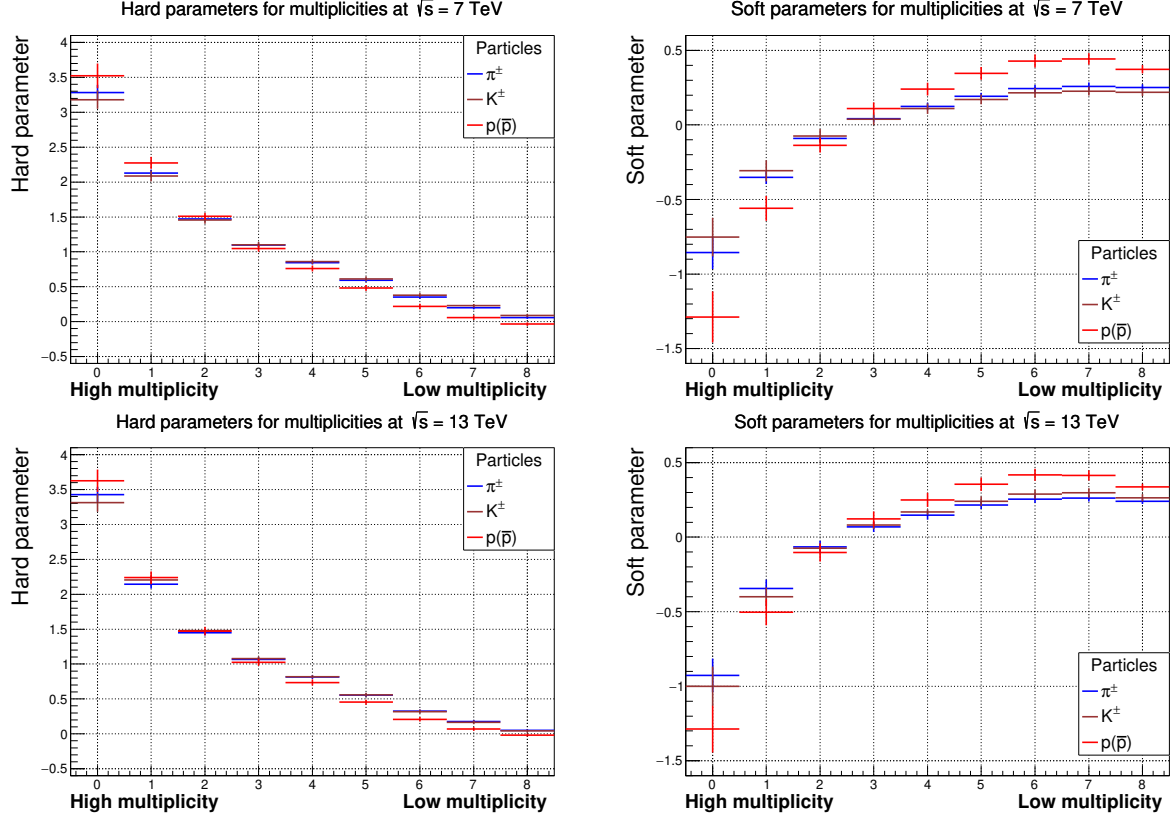 Hard parameters for multiplicities at √s = 7 TeV
Hard parameter
4
3.5
3
2.5
2
1.5
1
0.5
0
−0.5
0 1 2 3 4 5 6 7 8
High multiplicity Low multiplicity
Particles
π±
K±
p(p̅)
Soft parameters for multiplicities at √s = 7 TeV
Soft parameter
0.5
0
−0.5
−1
−1.5
0 1 2 3 4 5 6 7 8
High multiplicity Low multiplicity
Particles
π±
K±
p(p̅)
Hard parameters for multiplicities at √s = 13 TeV
Hard parameter
4
3.5
3
2.5
2
1.5
1
0.5
0
−0.5
0 1 2 3 4 5 6 7 8
High multiplicity Low multiplicity
Particles
π±
K±
p(p̅)
Soft parameters for multiplicities at √s = 13 TeV
Soft parameter
0.5
0
−0.5
−1
−1.5
0 1 2 3 4 5 6 7 8
High multiplicity Low multiplicity
Particles
π±
K±
p(p̅)